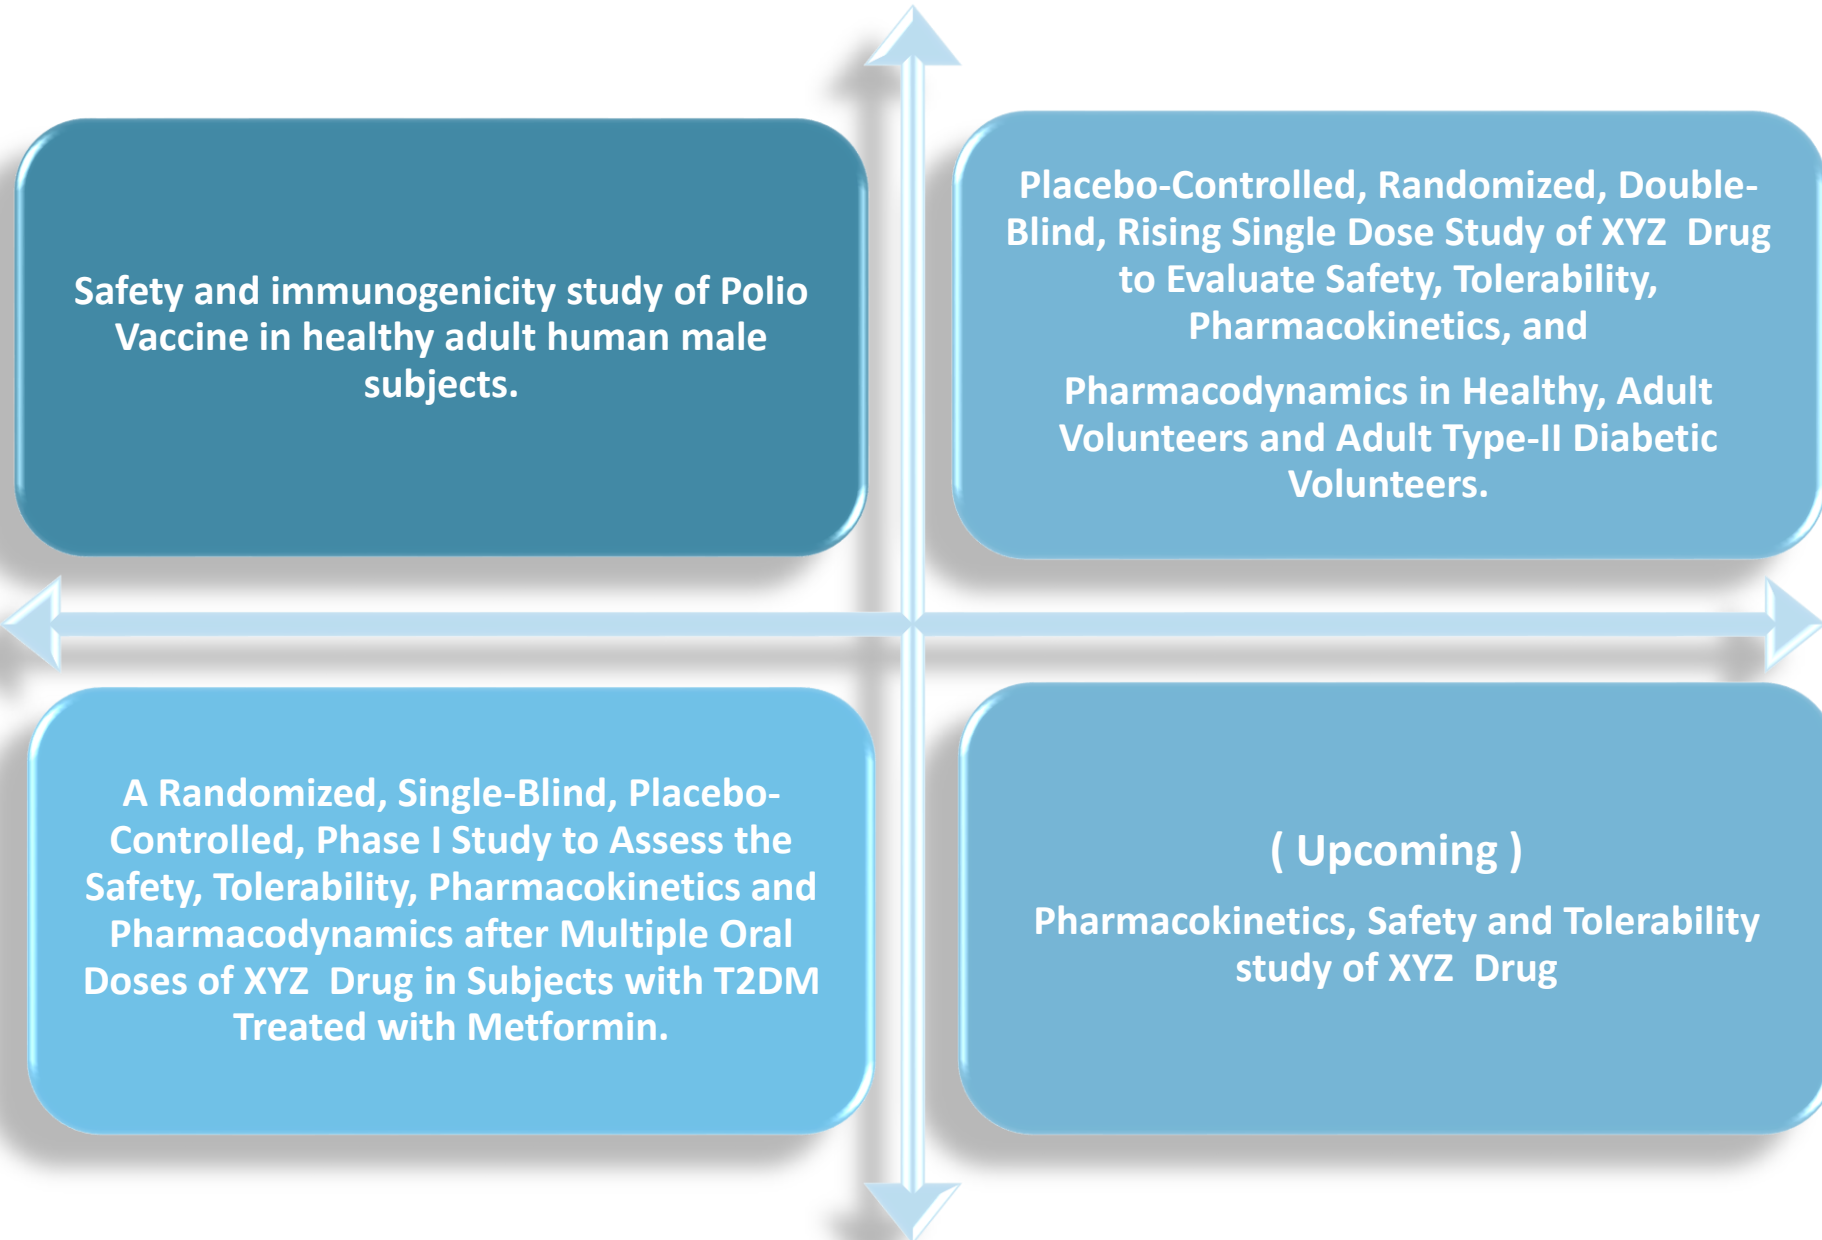 Safety and immunogenicity study of Polio
Vaccine in healthy adult human male
subjects.
Placebo-Controlled, Randomized, Double-
Blind, Rising Single Dose Study of XYZ  Drug
to Evaluate Safety, Tolerability,
Pharmacokinetics, and
Pharmacodynamics in Healthy, Adult
Volunteers and Adult Type-II Diabetic
Volunteers.
A Randomized, Single-Blind, Placebo-
Controlled, Phase I Study to Assess the
Safety, Tolerability, Pharmacokinetics and
Pharmacodynamics after Multiple Oral
Doses of XYZ  Drug in Subjects with T2DM
Treated with Metformin.
( Upcoming )
Pharmacokinetics, Safety and Tolerability
study of XYZ  Drug